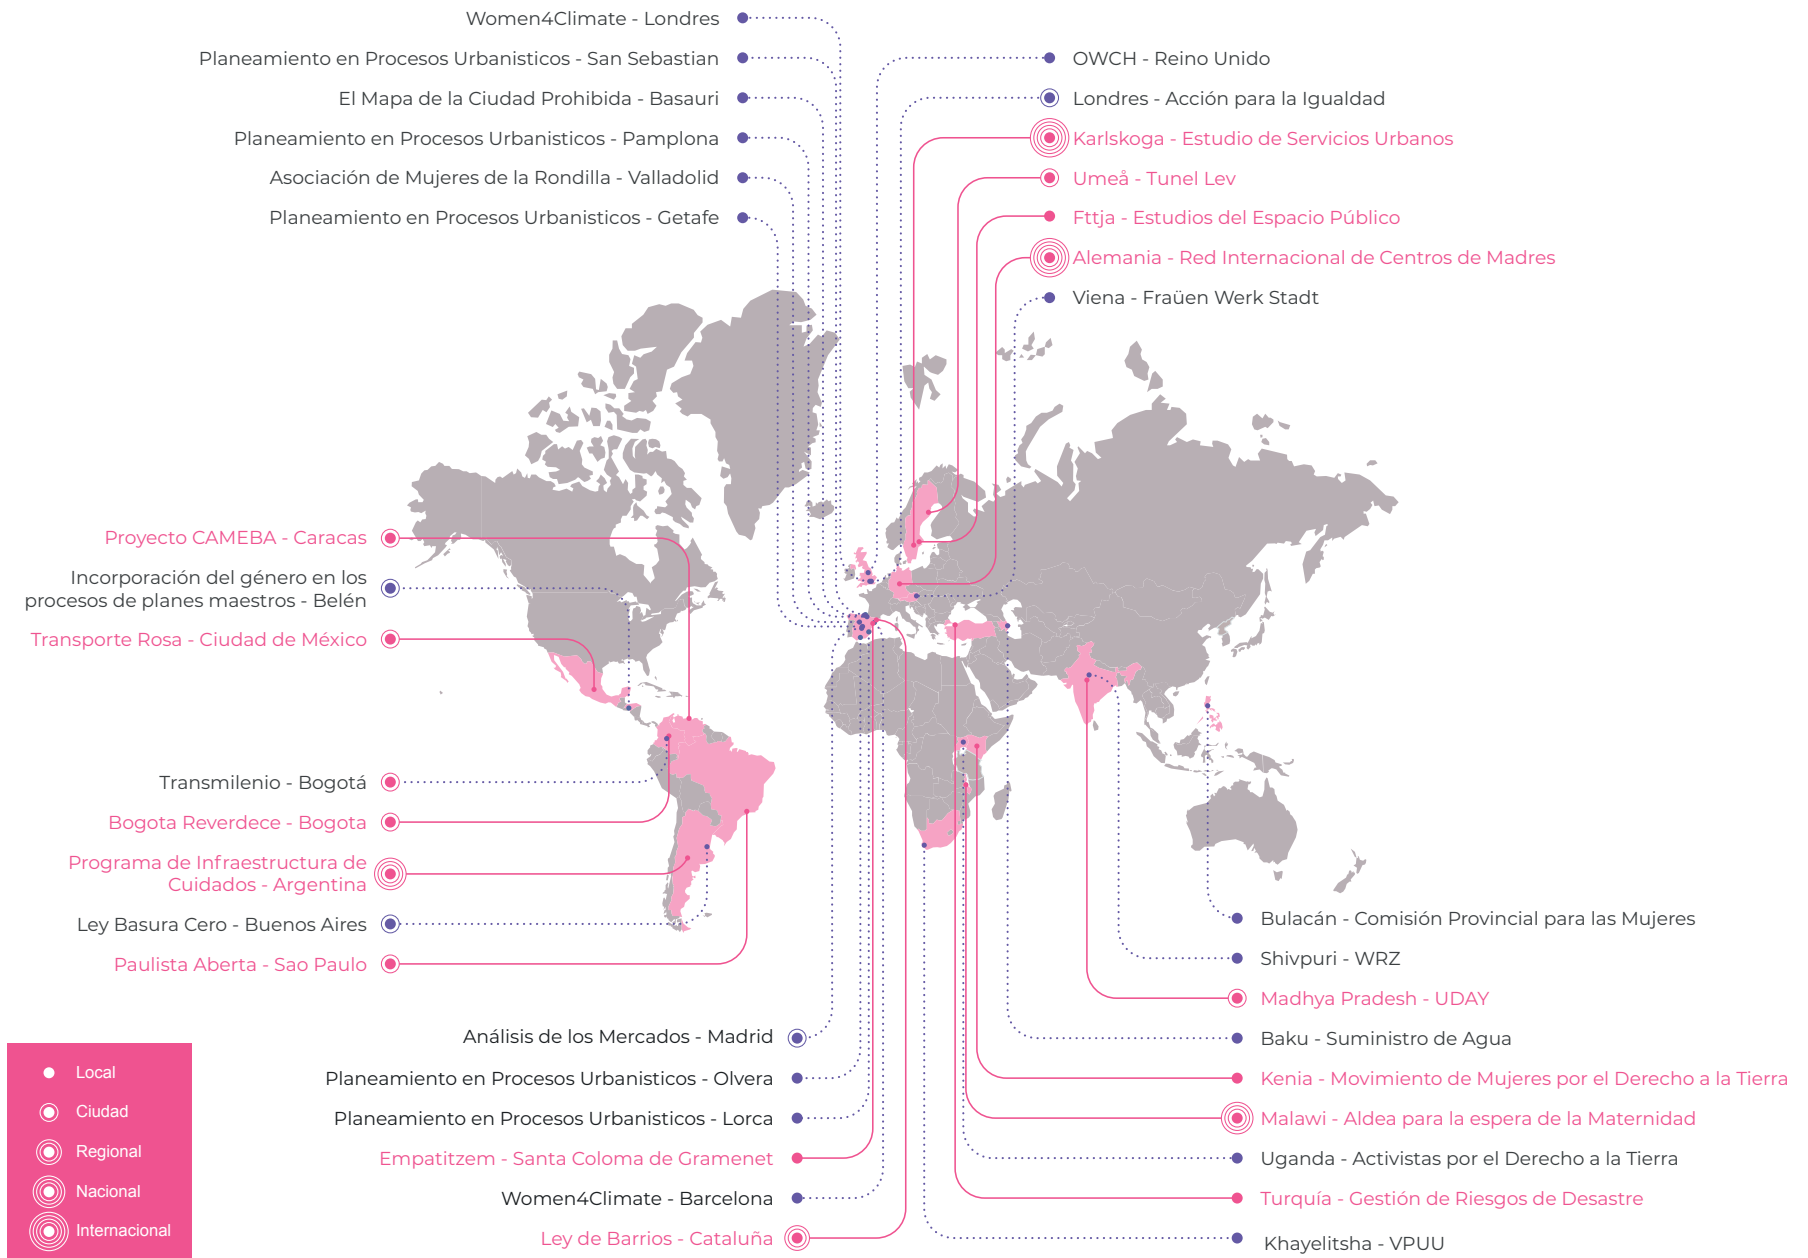 Women4Climate - Londres
Planeamiento en Procesos Urbanisticos - San Sebastian
El Mapa de la Ciudad Prohibida - Basauri
Planeamiento en Procesos Urbanisticos - Pamplona
Asociación de Mujeres de la Rondilla - Valladolid
Planeamiento en Procesos Urbanisticos - Getafe
OWCH - Reino Unido
Londres - Acción para la Igualdad
Karlskoga - Estudio de Servicios Urbanos
Umeå - Tunel Lev
Fttja - Estudios del Espacio Público
Alemania - Red Internacional de Centros de Madres
Viena - Fraüen Werk Stadt
Proyecto CAMEBA - Caracas
Incorporación del género en los
procesos de planes maestros - Belén
Transporte Rosa - Ciudad de México
Transmilenio - Bogotá
Bogota Reverdece - Bogota
Programa de Infraestructura de
Cuidados - Argentina
Ley Basura Cero - Buenos Aires
Paulista Aberta - Sao Paulo
Análisis de los Mercados - Madrid
Planeamiento en Procesos Urbanisticos - Olvera
Planeamiento en Procesos Urbanisticos - Lorca
Empatitzem - Santa Coloma de Gramenet
Women4Climate - Barcelona
Ley de Barrios - Cataluña
Bulacán - Comisión Provincial para las Mujeres
Shivpuri - WRZ
Madhya Pradesh - UDAY
Baku - Suministro de Agua
Kenia - Movimiento de Mujeres por el Derecho a la Tierra
Malawi - Aldea para la espera de la Maternidad
Uganda - Activistas por el Derecho a la Tierra
Turquía - Gestión de Riesgos de Desastre
Khayelitsha - VPUU
Local
Ciudad
Regional
Nacional
Internacional